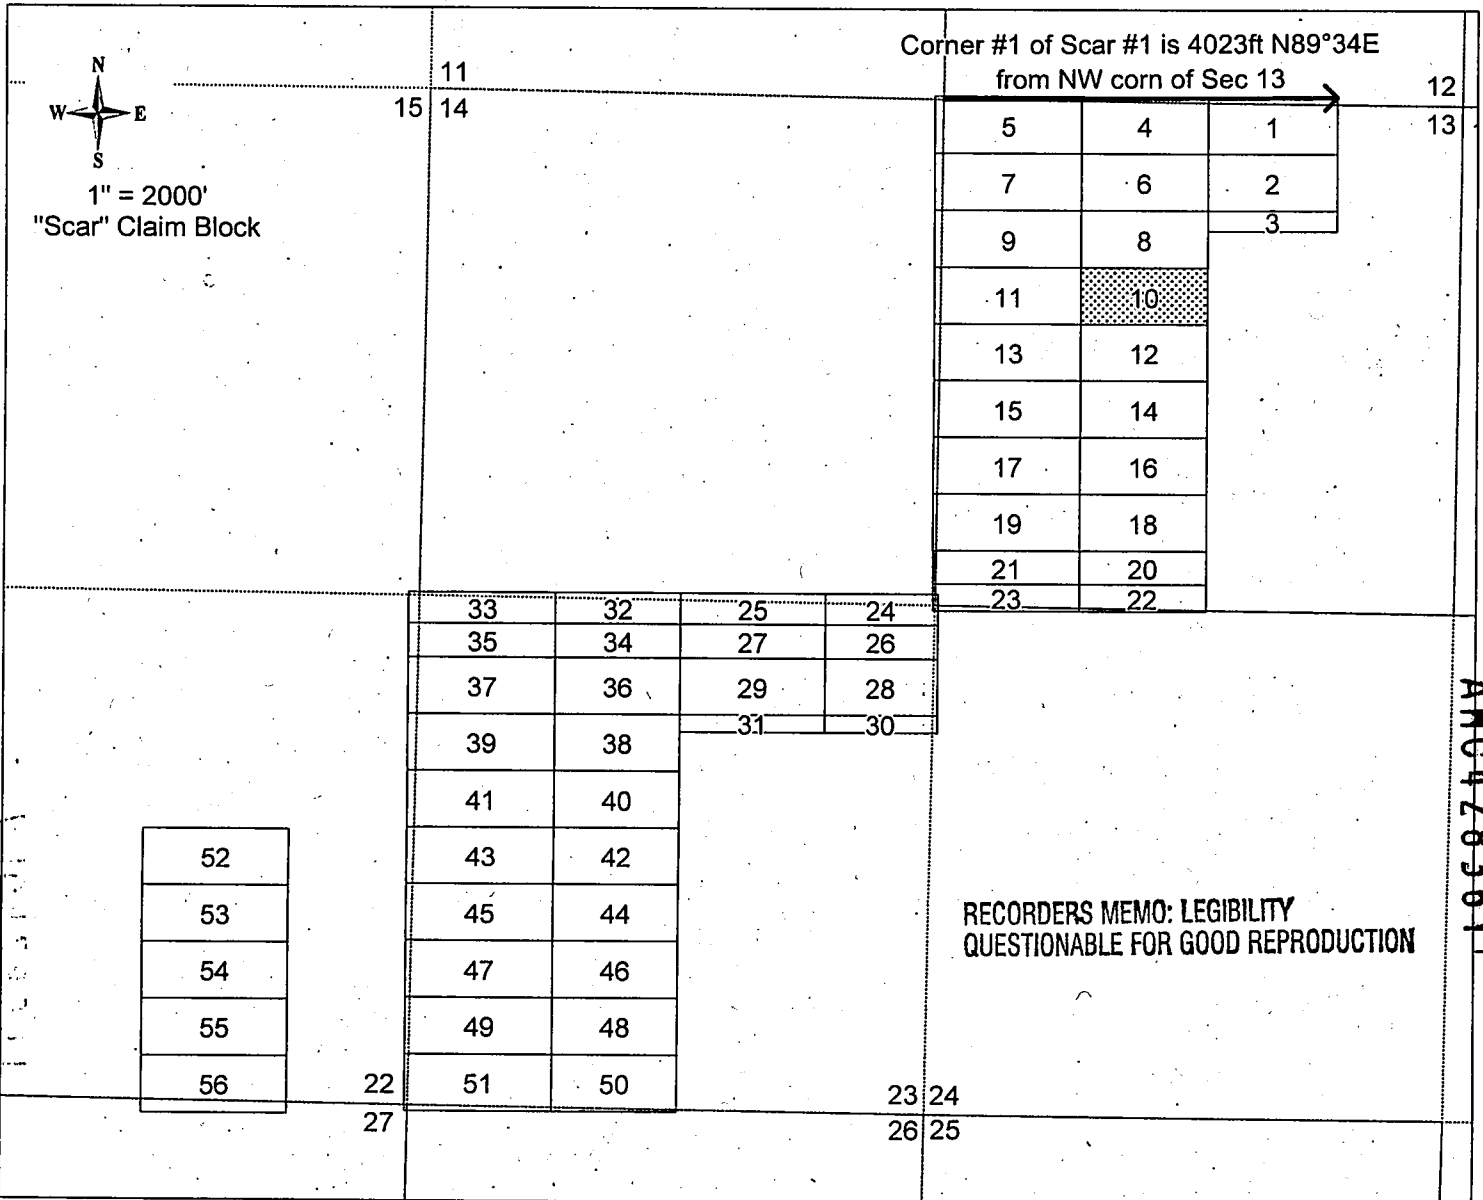 Corner #1 of Scar #1 is 4023ft N89°34E
from NW corn of Sec 13
N
W E
S
1" = 2000'
"Scar" Claim Block
11
12
15 14
13
5 4 1
7 6 2
3
9 8
11 10
13 12
15 14
17 16
19 18
21 20
23 22
33 32 25 24
35 34 27 26
37 36 29 28
31 30
39 38
41 40
52 43 42
53 45 44
54 47 46
55 49 48
56 22 51 50
23 24
27
26 25
RECORDERS MEMO: LEGIBILITY
QUESTIONABLE FOR GOOD REPRODUCTION